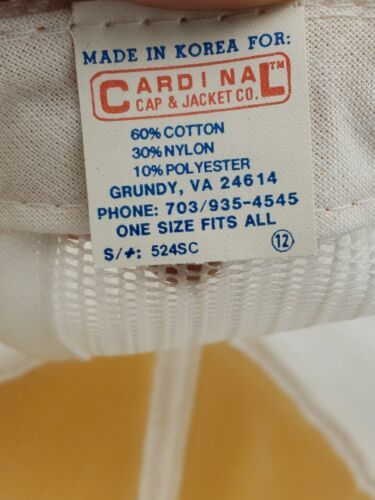 MADE IN KOREA FOR:
CARDINAL™
CAP & JACKET CO.
60% COTTON
30% NYLON
10% POLYESTER
GRUNDY, VA 24614
PHONE: 703/935-4545
ONE SIZE FITS ALL
S/#: 524SC 12